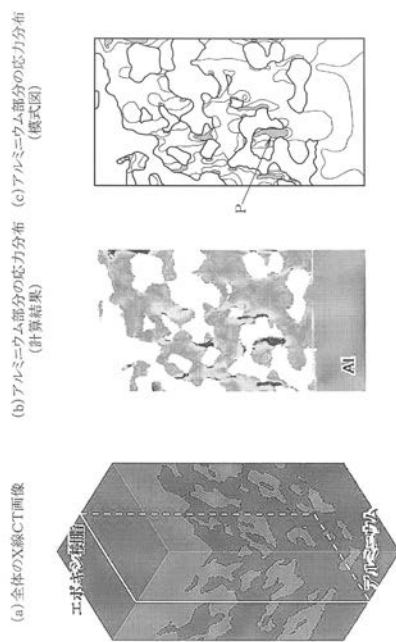 (a)全体のX線CT画像
エポキシ樹脂
アルミニウム
(b)アルミニウム部分の応力分布
(計算結果)
Al
(c)アルミニウム部分の応力分布
(模式図)
P